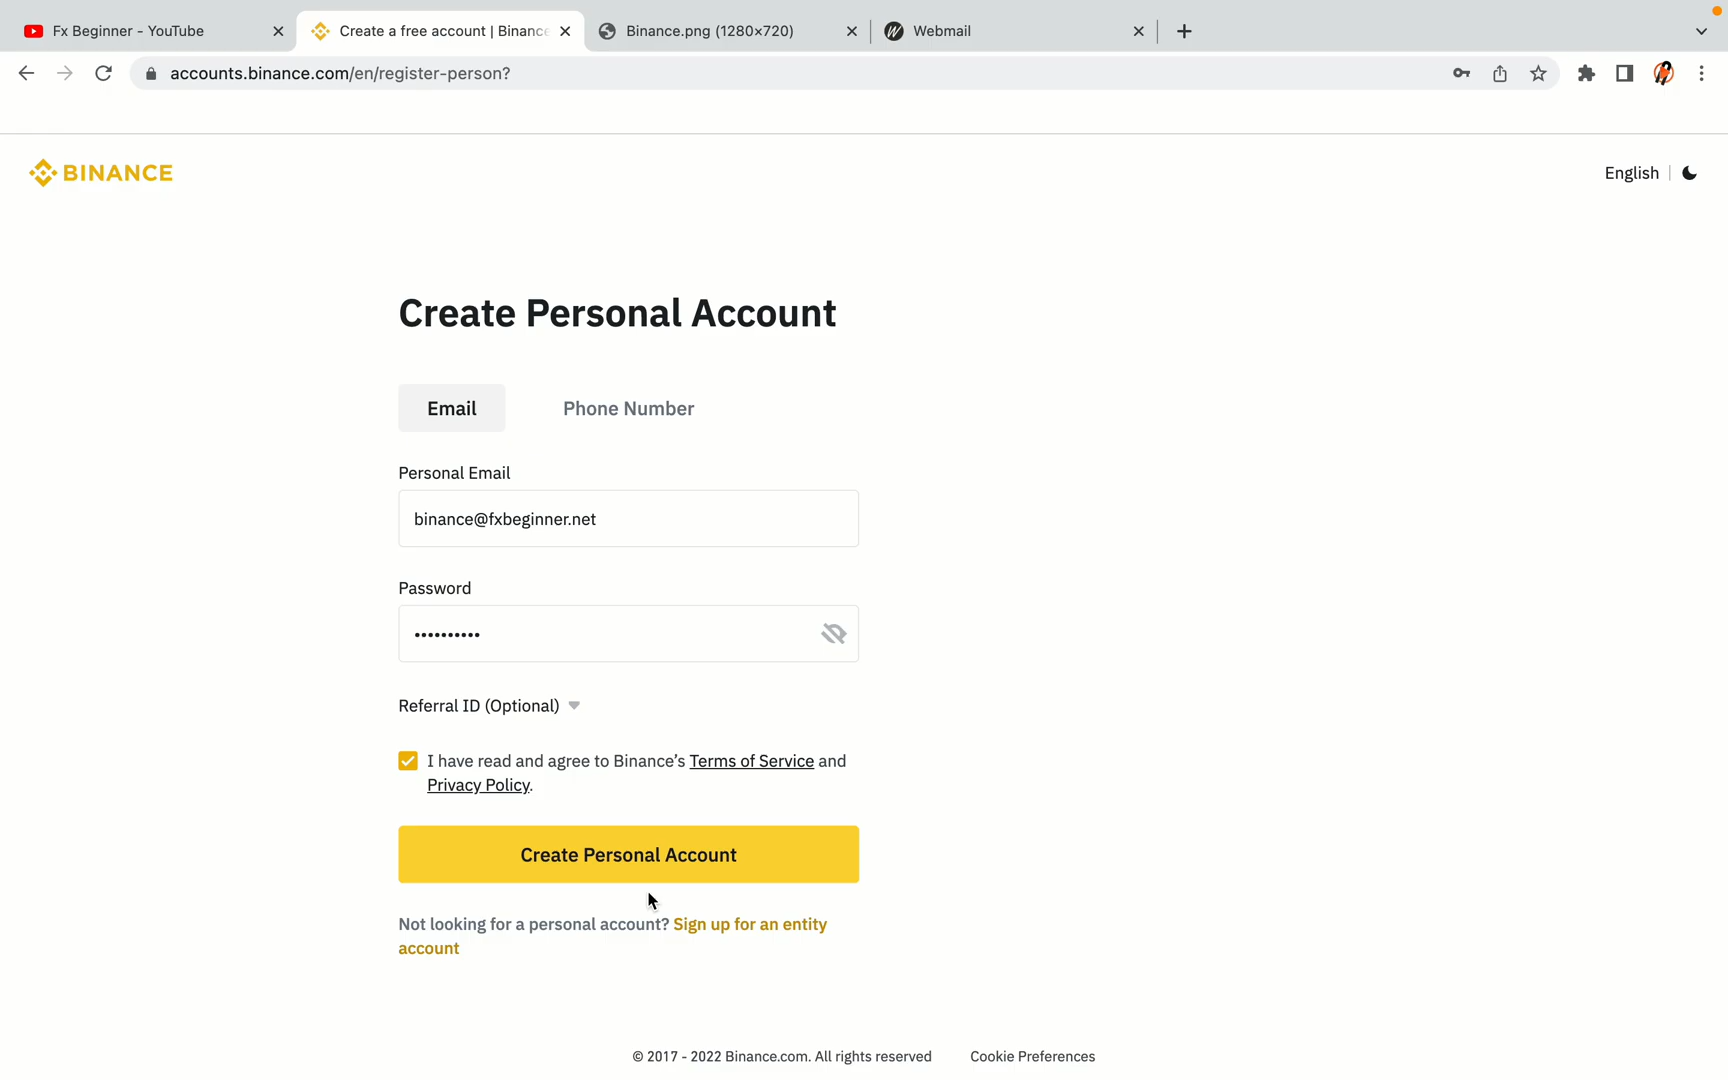 Fx Beginner - YouTube
Create a free account | Binance
Binance.png (1280×720)
Webmail
accounts.binance.com/en/register-person?
BINANCE
English
Create Personal Account
Email
Phone Number
Personal Email
binance@fxbeginner.net
Password
••••••••••
Referral ID (Optional)
I have read and agree to Binance’s Terms of Service and
Privacy Policy.
Create Personal Account
Not looking for a personal account? Sign up for an entity
account
© 2017 - 2022 Binance.com. All rights reserved
Cookie Preferences